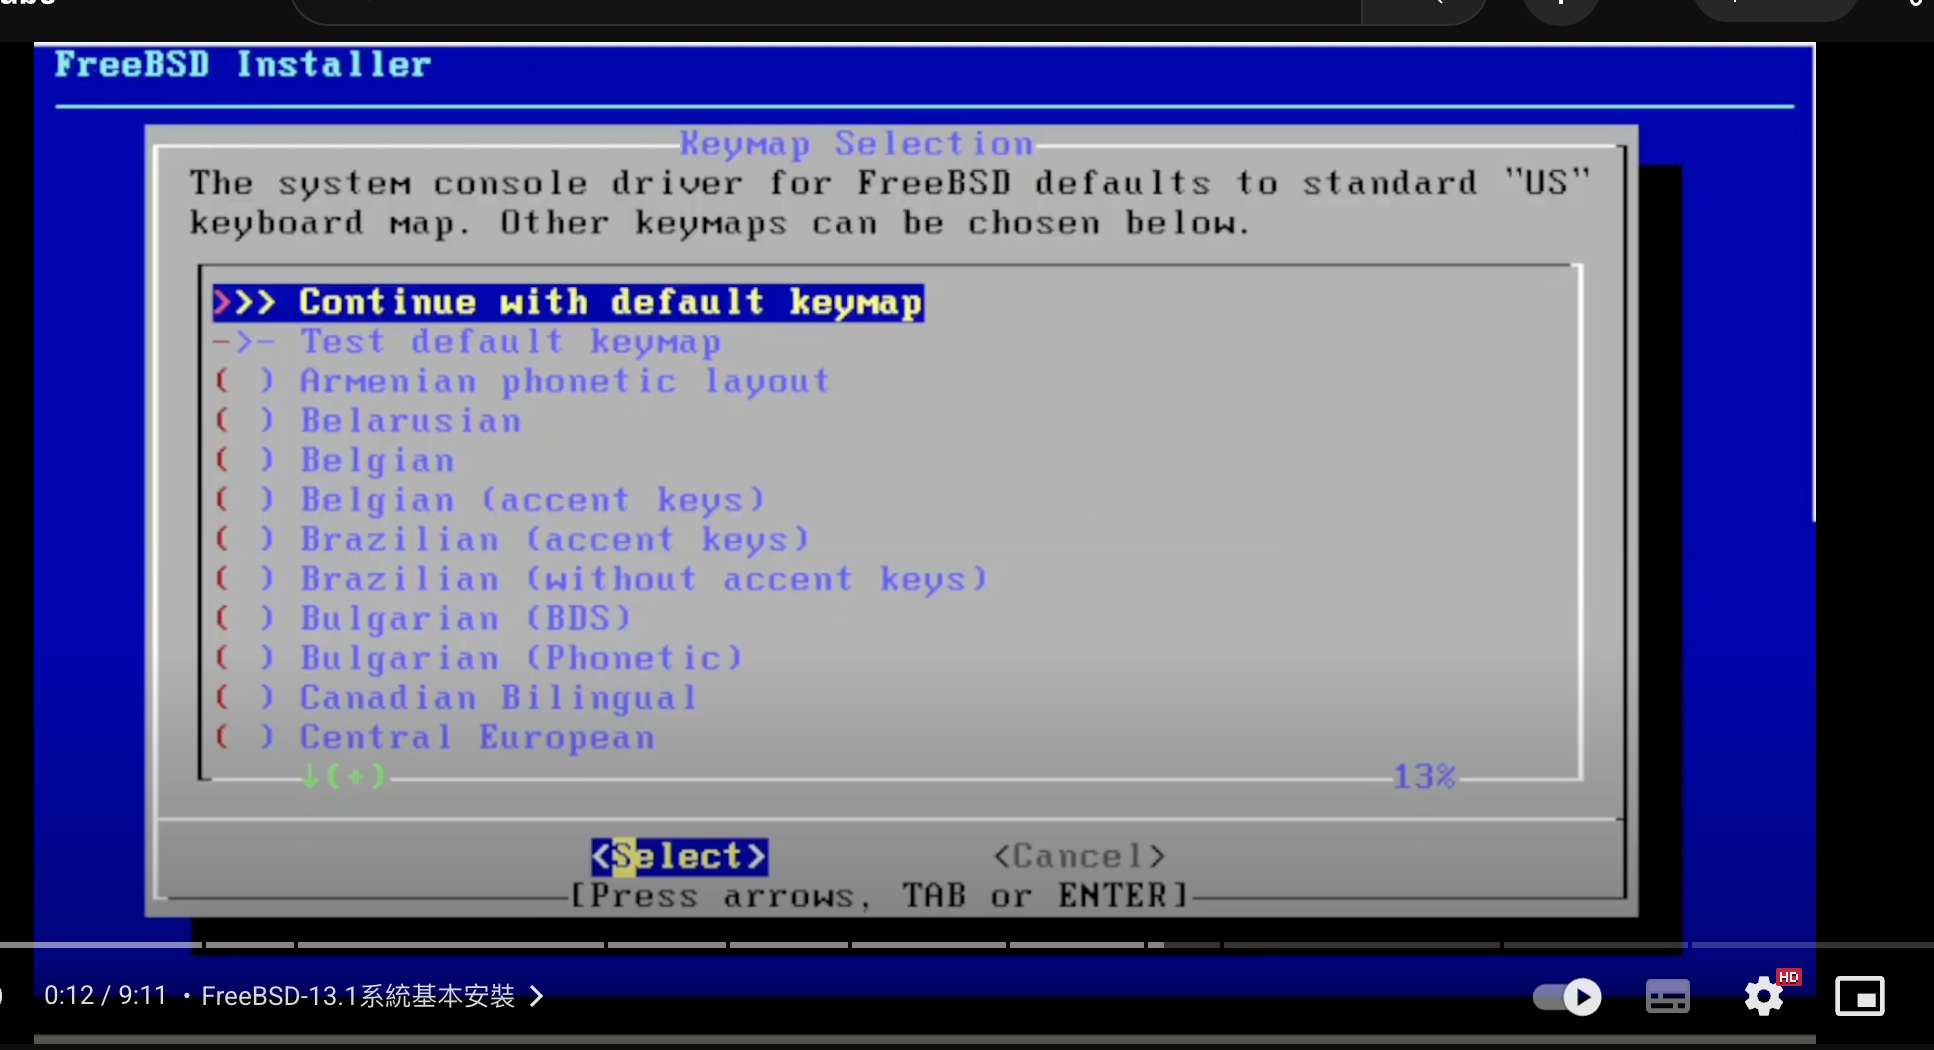 FreeBSD Installer
Keymap Selection
The system console driver for FreeBSD defaults to standard "US"
keyboard map. Other keymaps can be chosen below.
>>> Continue with default keymap
->- Test default keymap
( ) Armenian phonetic layout
( ) Belarusian
( ) Belgian
( ) Belgian (accent keys)
( ) Brazilian (accent keys)
( ) Brazilian (without accent keys)
( ) Bulgarian (BDS)
( ) Bulgarian (Phonetic)
( ) Canadian Bilingual
( ) Central European
↓(+) 13%
<Select> <Cancel>
[Press arrows, TAB or ENTER]
0:12 / 9:11 • FreeBSD-13.1系統基本安裝 >
HD